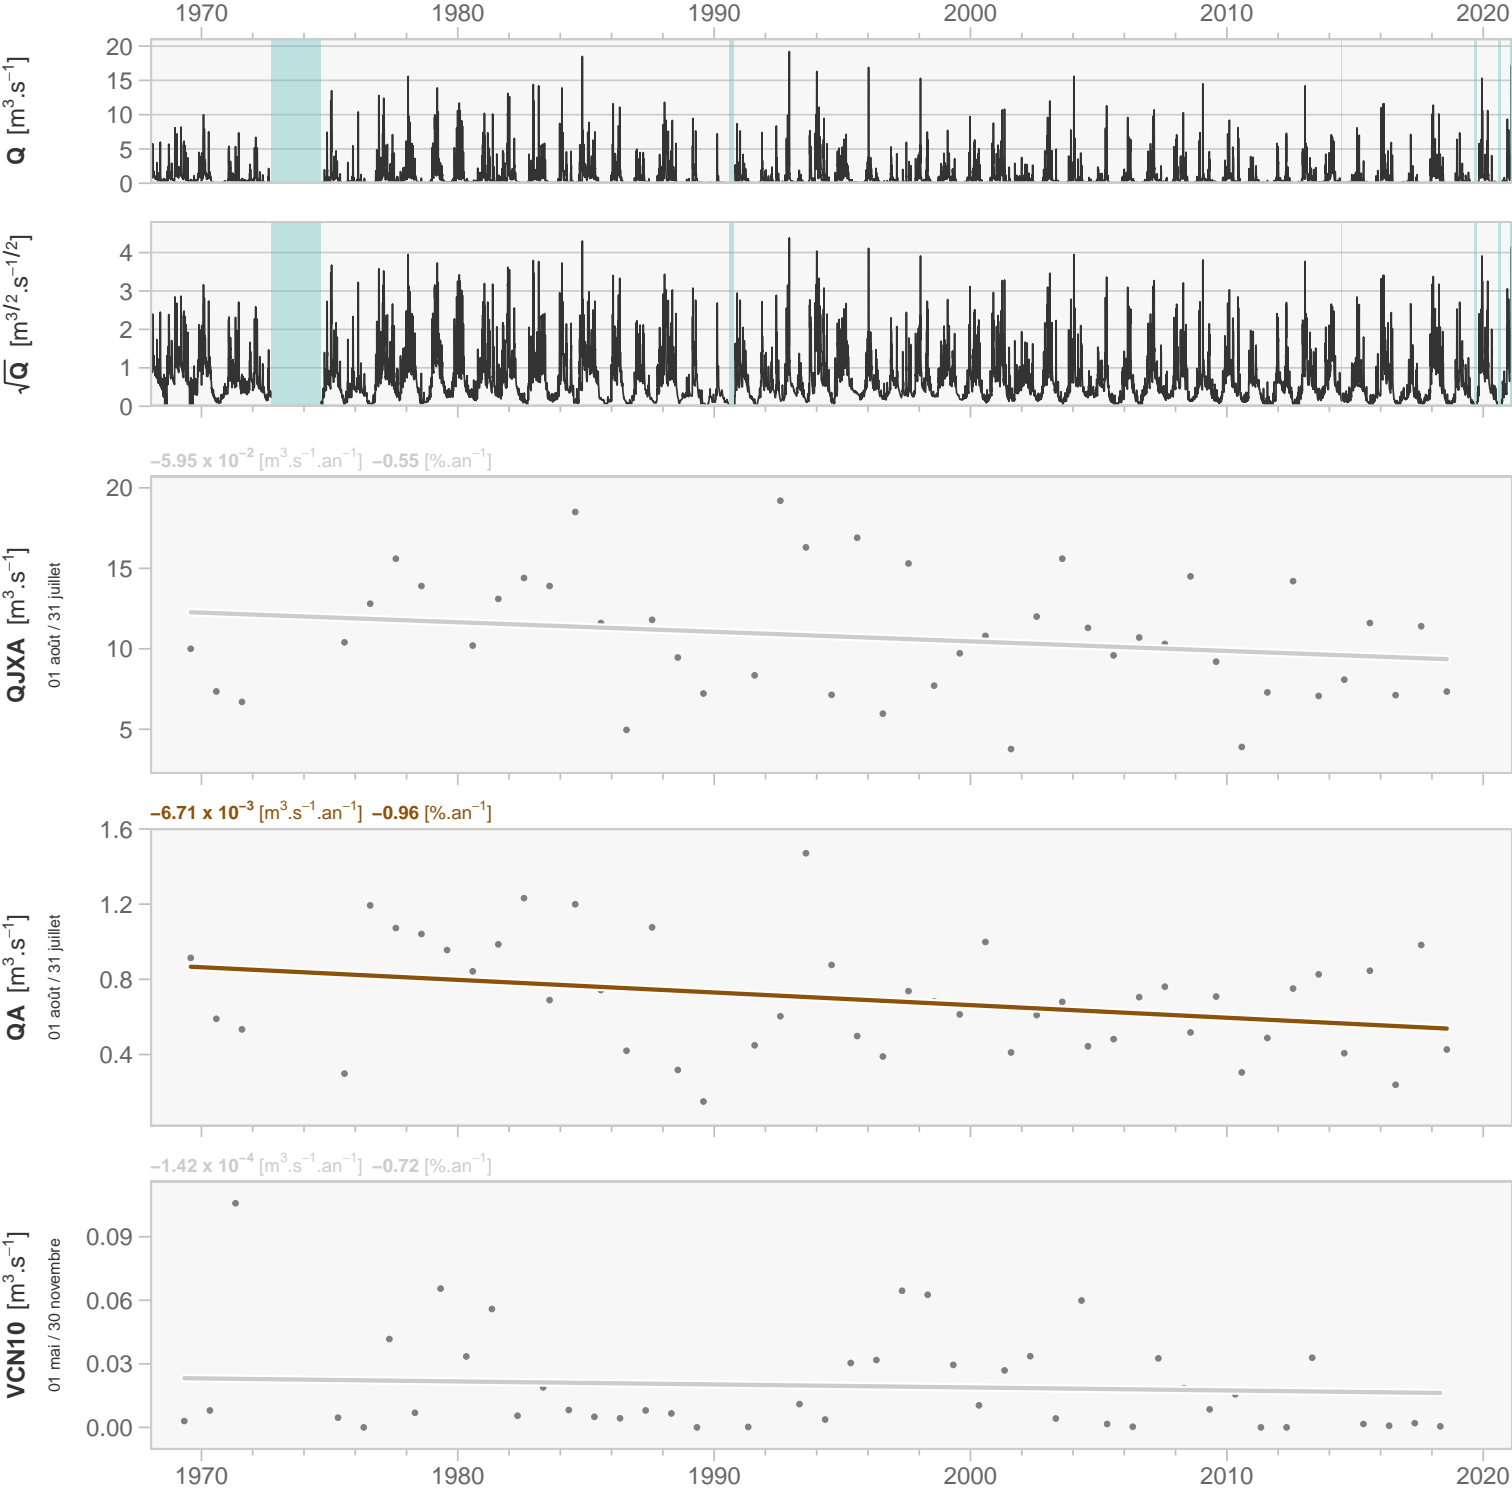 1970 1980 1990 2000 2010 2020
Q [m³.s⁻¹]
20
15
10
5
0
√Q [m³/².s⁻¹/²]
4
3
2
1
0
−5.95 x 10⁻² [m³.s⁻¹.an⁻¹] −0.55 [%.an⁻¹]
QJXA [m³.s⁻¹]
01 août / 31 juillet
20
15
10
5
−6.71 x 10⁻³ [m³.s⁻¹.an⁻¹] −0.96 [%.an⁻¹]
QA [m³.s⁻¹]
01 août / 31 juillet
1.6
1.2
0.8
0.4
−1.42 x 10⁻⁴ [m³.s⁻¹.an⁻¹] −0.72 [%.an⁻¹]
VCN10 [m³.s⁻¹]
01 mai / 30 novembre
0.09
0.06
0.03
0.00
1970 1980 1990 2000 2010 2020